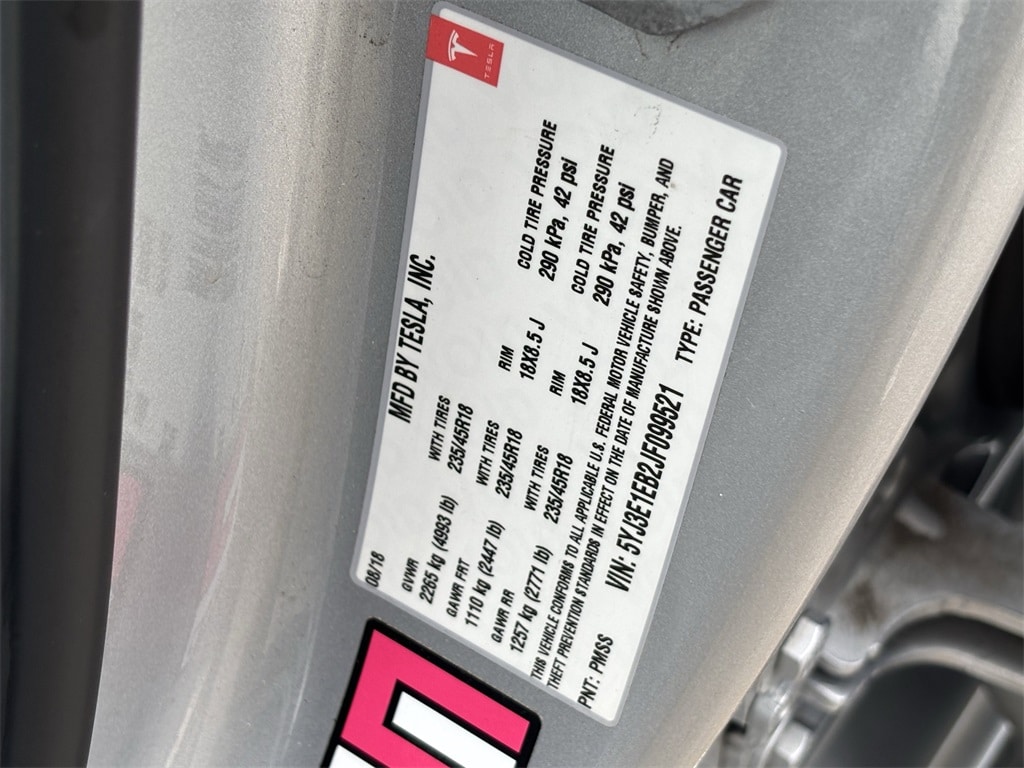 TESLA
MFD BY TESLA, INC.
08/18
GVWR WITH TIRES RIM COLD TIRE PRESSURE
2265 kg (4993 lb) 235/45R18 18X8.5 J 290 kPa, 42 psi
GAWR FRT WITH TIRES RIM COLD TIRE PRESSURE
1110 kg (2447 lb) 235/45R18 18X8.5 J 290 kPa, 42 psi
GAWR RR WITH TIRES
1257 kg (2771 lb) 235/45R18
THIS VEHICLE CONFORMS TO ALL APPLICABLE U.S. FEDERAL MOTOR VEHICLE SAFETY, BUMPER, AND
THEFT PREVENTION STANDARDS IN EFFECT ON THE DATE OF MANUFACTURE SHOWN ABOVE.
VIN: 5YJ3E1EB2JF099521 TYPE: PASSENGER CAR
PNT: PMSS